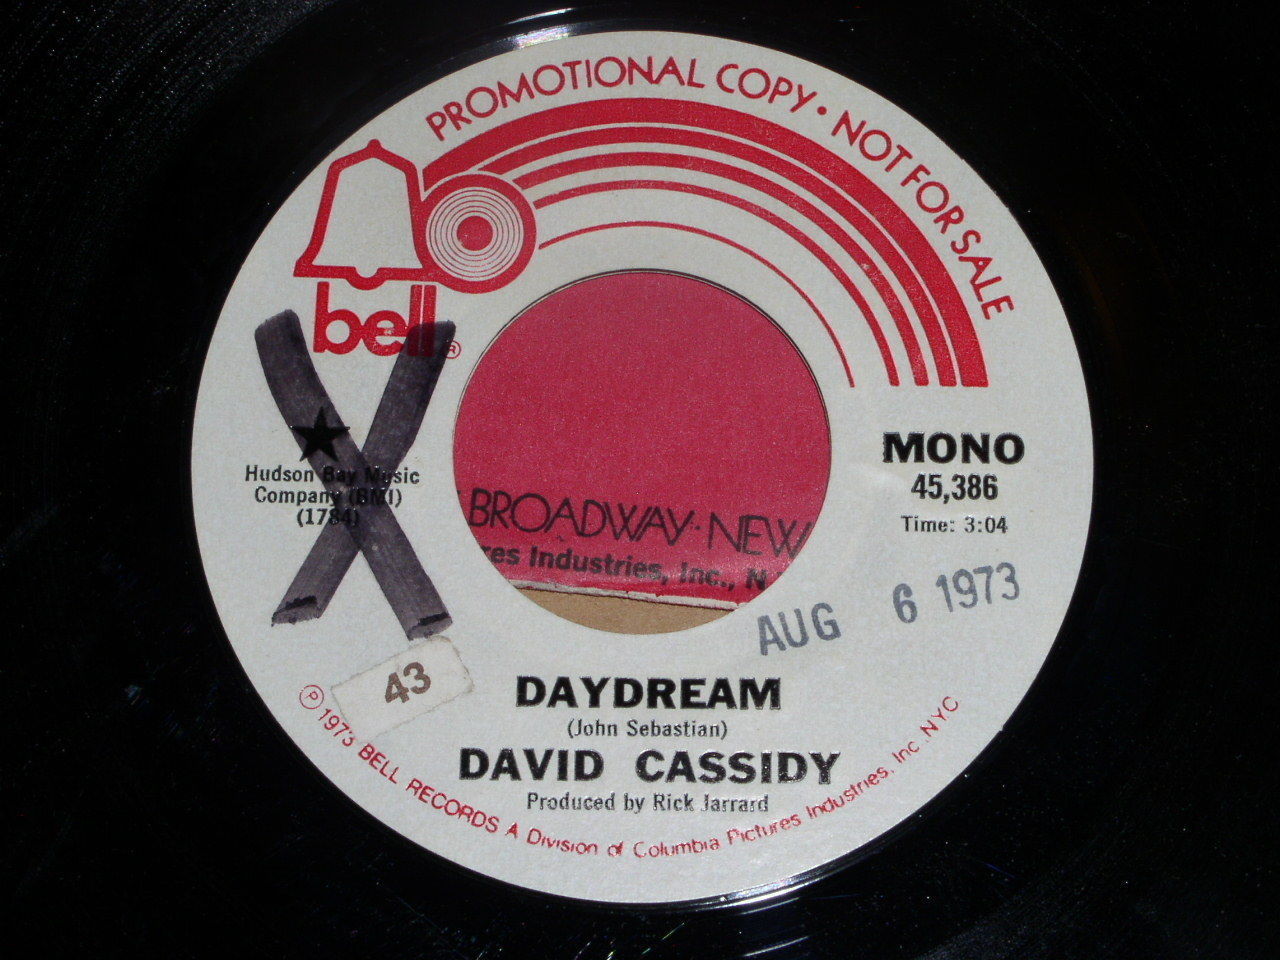 PROMOTIONAL COPY • NOT FOR SALE
bell®
MONO
45,386
Time: 3:04
★
Hudson Bay Music
Company (BMI)
(1784)
BROADWAY • NEW
res Industries, Inc., N
AUG 6 1973
43
DAYDREAM
(John Sebastian)
DAVID CASSIDY
Produced by Rick Jarrard
℗ 1973 BELL RECORDS A Division of Columbia Pictures Industries, Inc. NYC